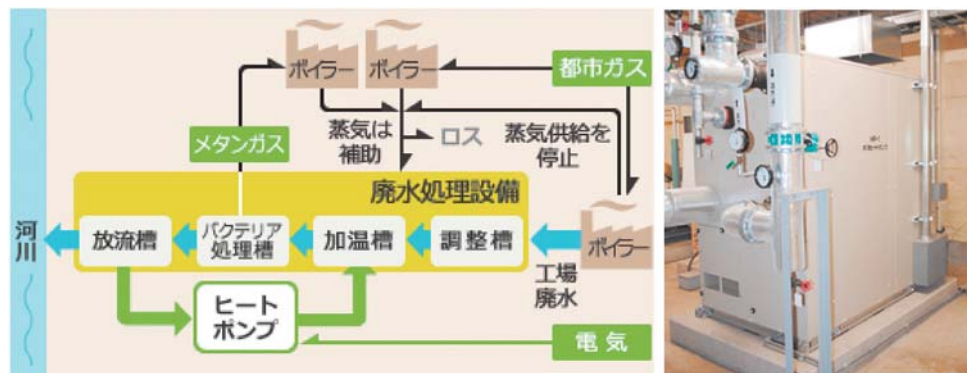 ボイラー
ボイラー
都市ガス
蒸気は
補助
ロス
蒸気供給を
停止
メタンガス
廃水処理設備
河川
放流槽
バクテリア
処理槽
加温槽
調整槽
ボイラー
工場
廃水
ヒート
ポンプ
電気